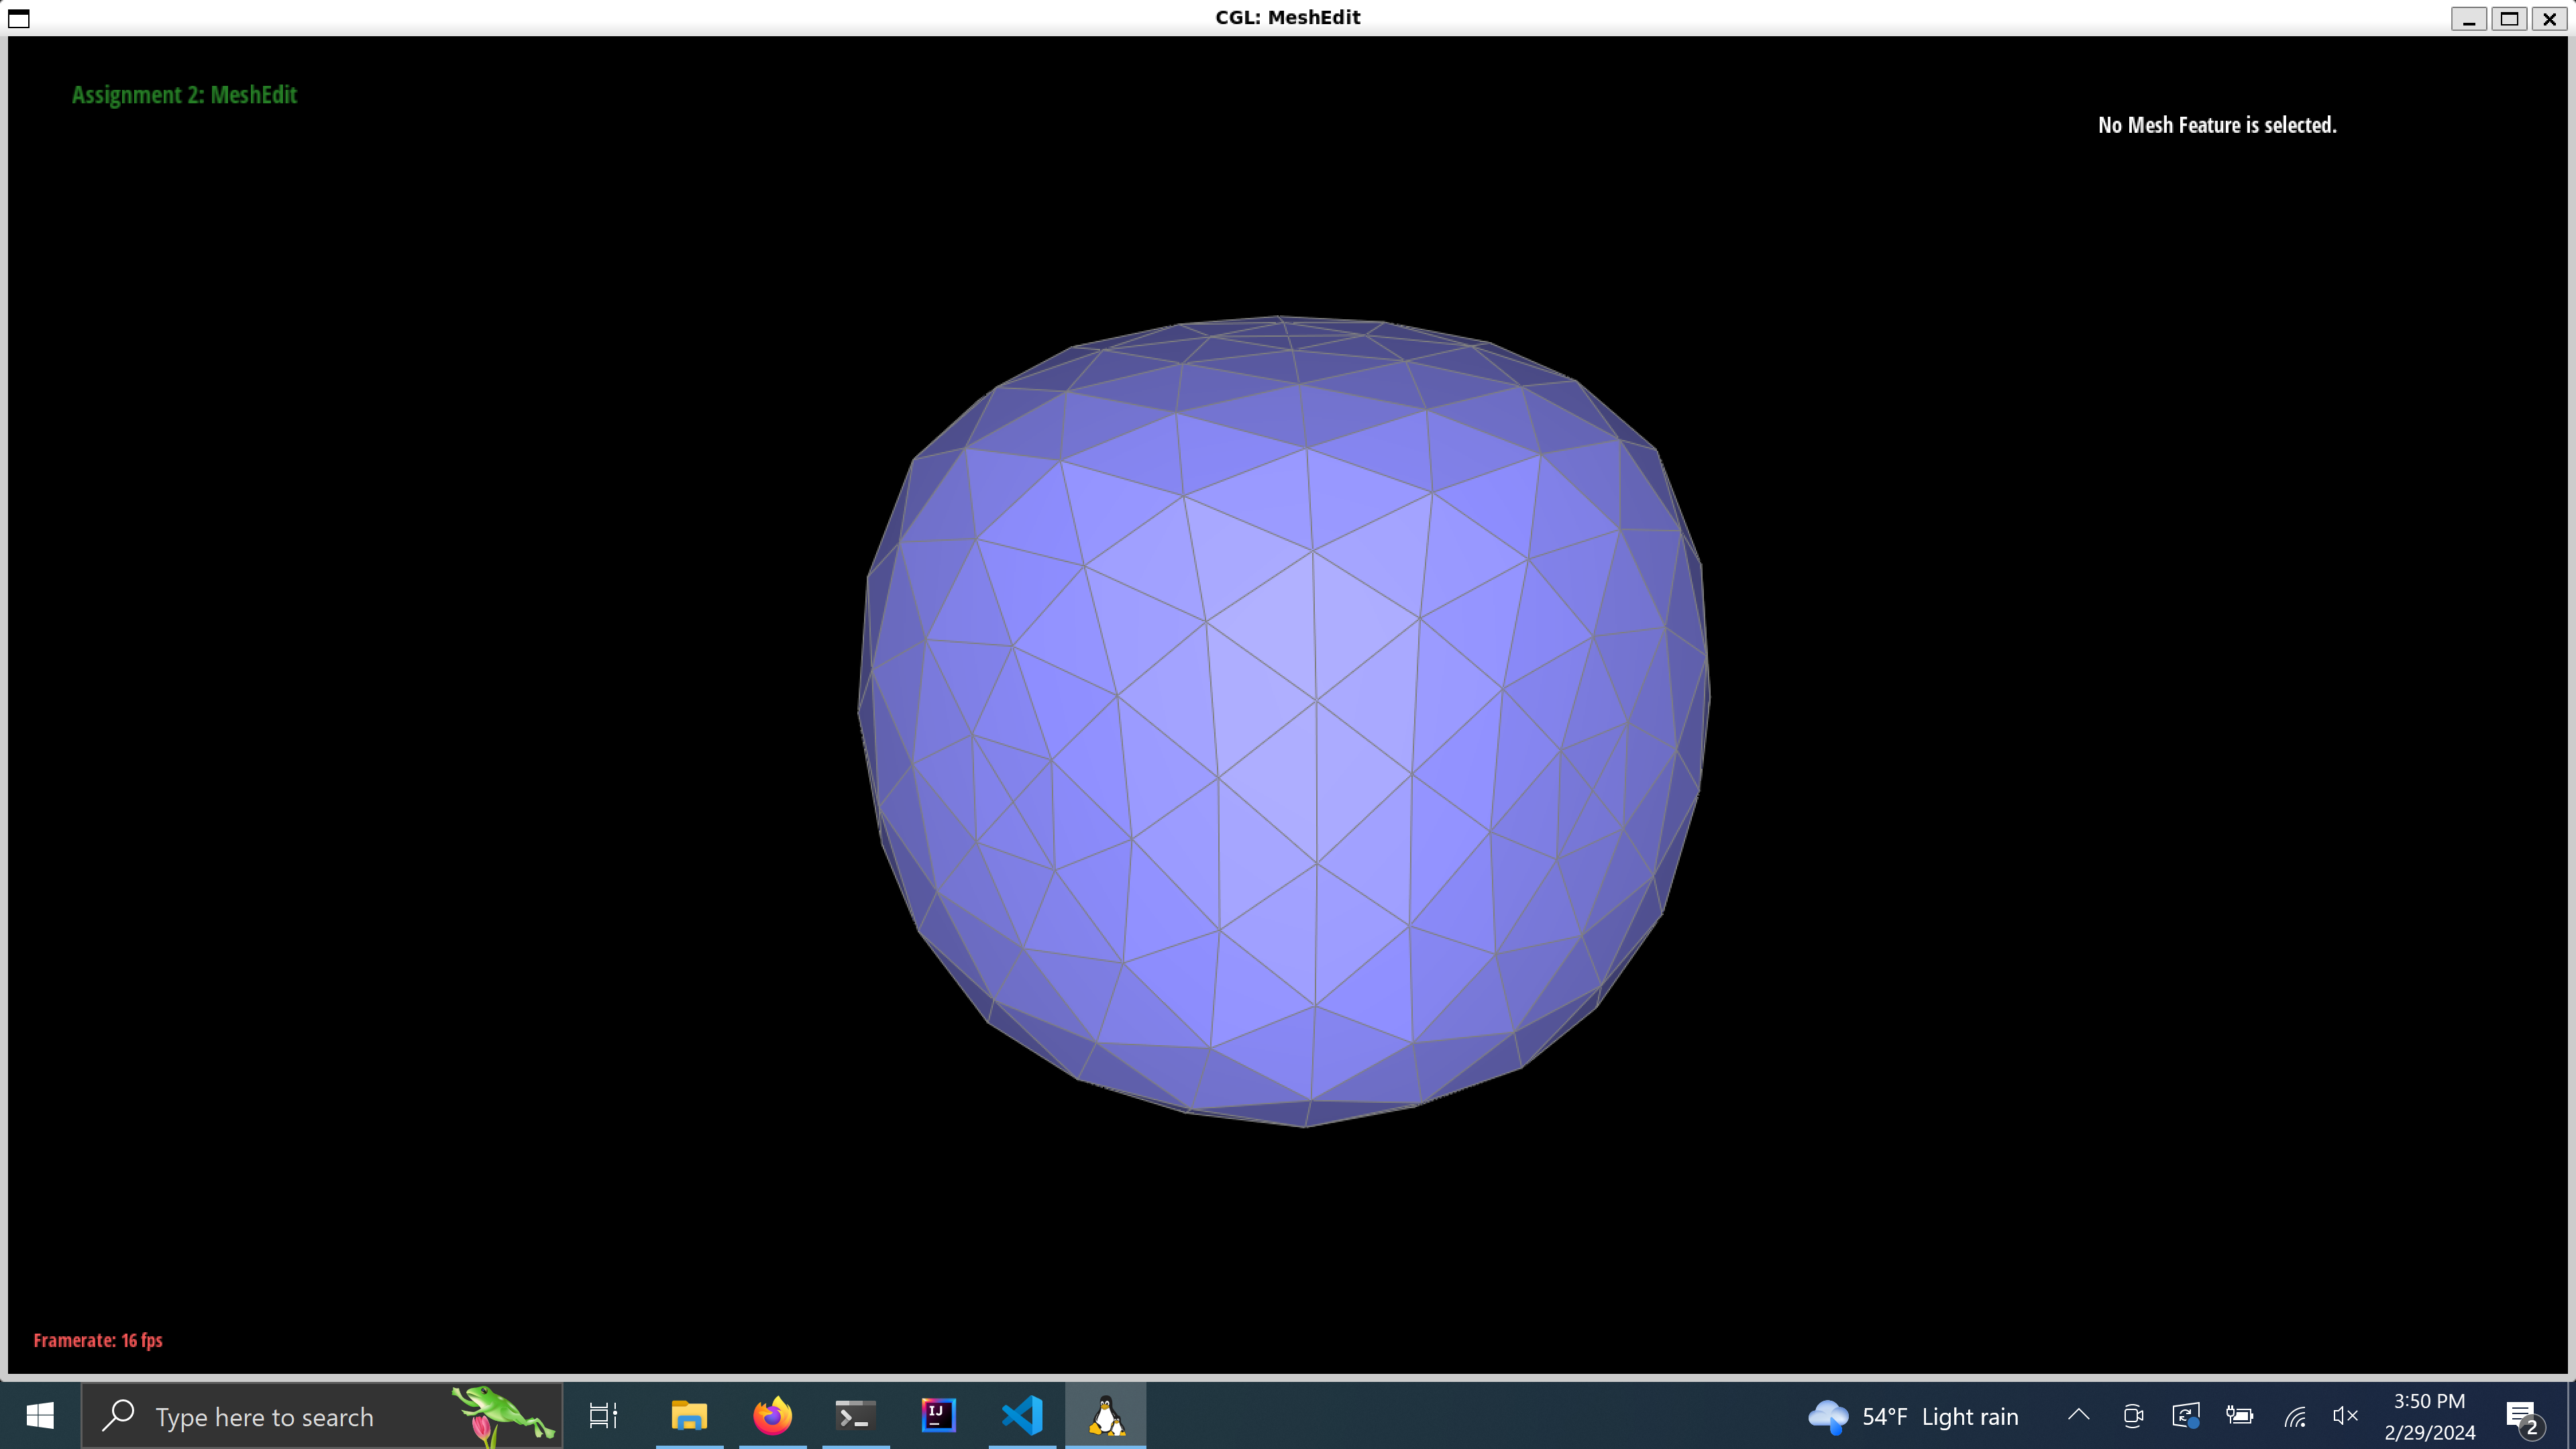 CGL: MeshEdit
Assignment 2: MeshEdit
No Mesh Feature is selected.
Framerate: 16 fps
Type here to search
IJ
54°F Light rain
3:50 PM
2/29/2024
2